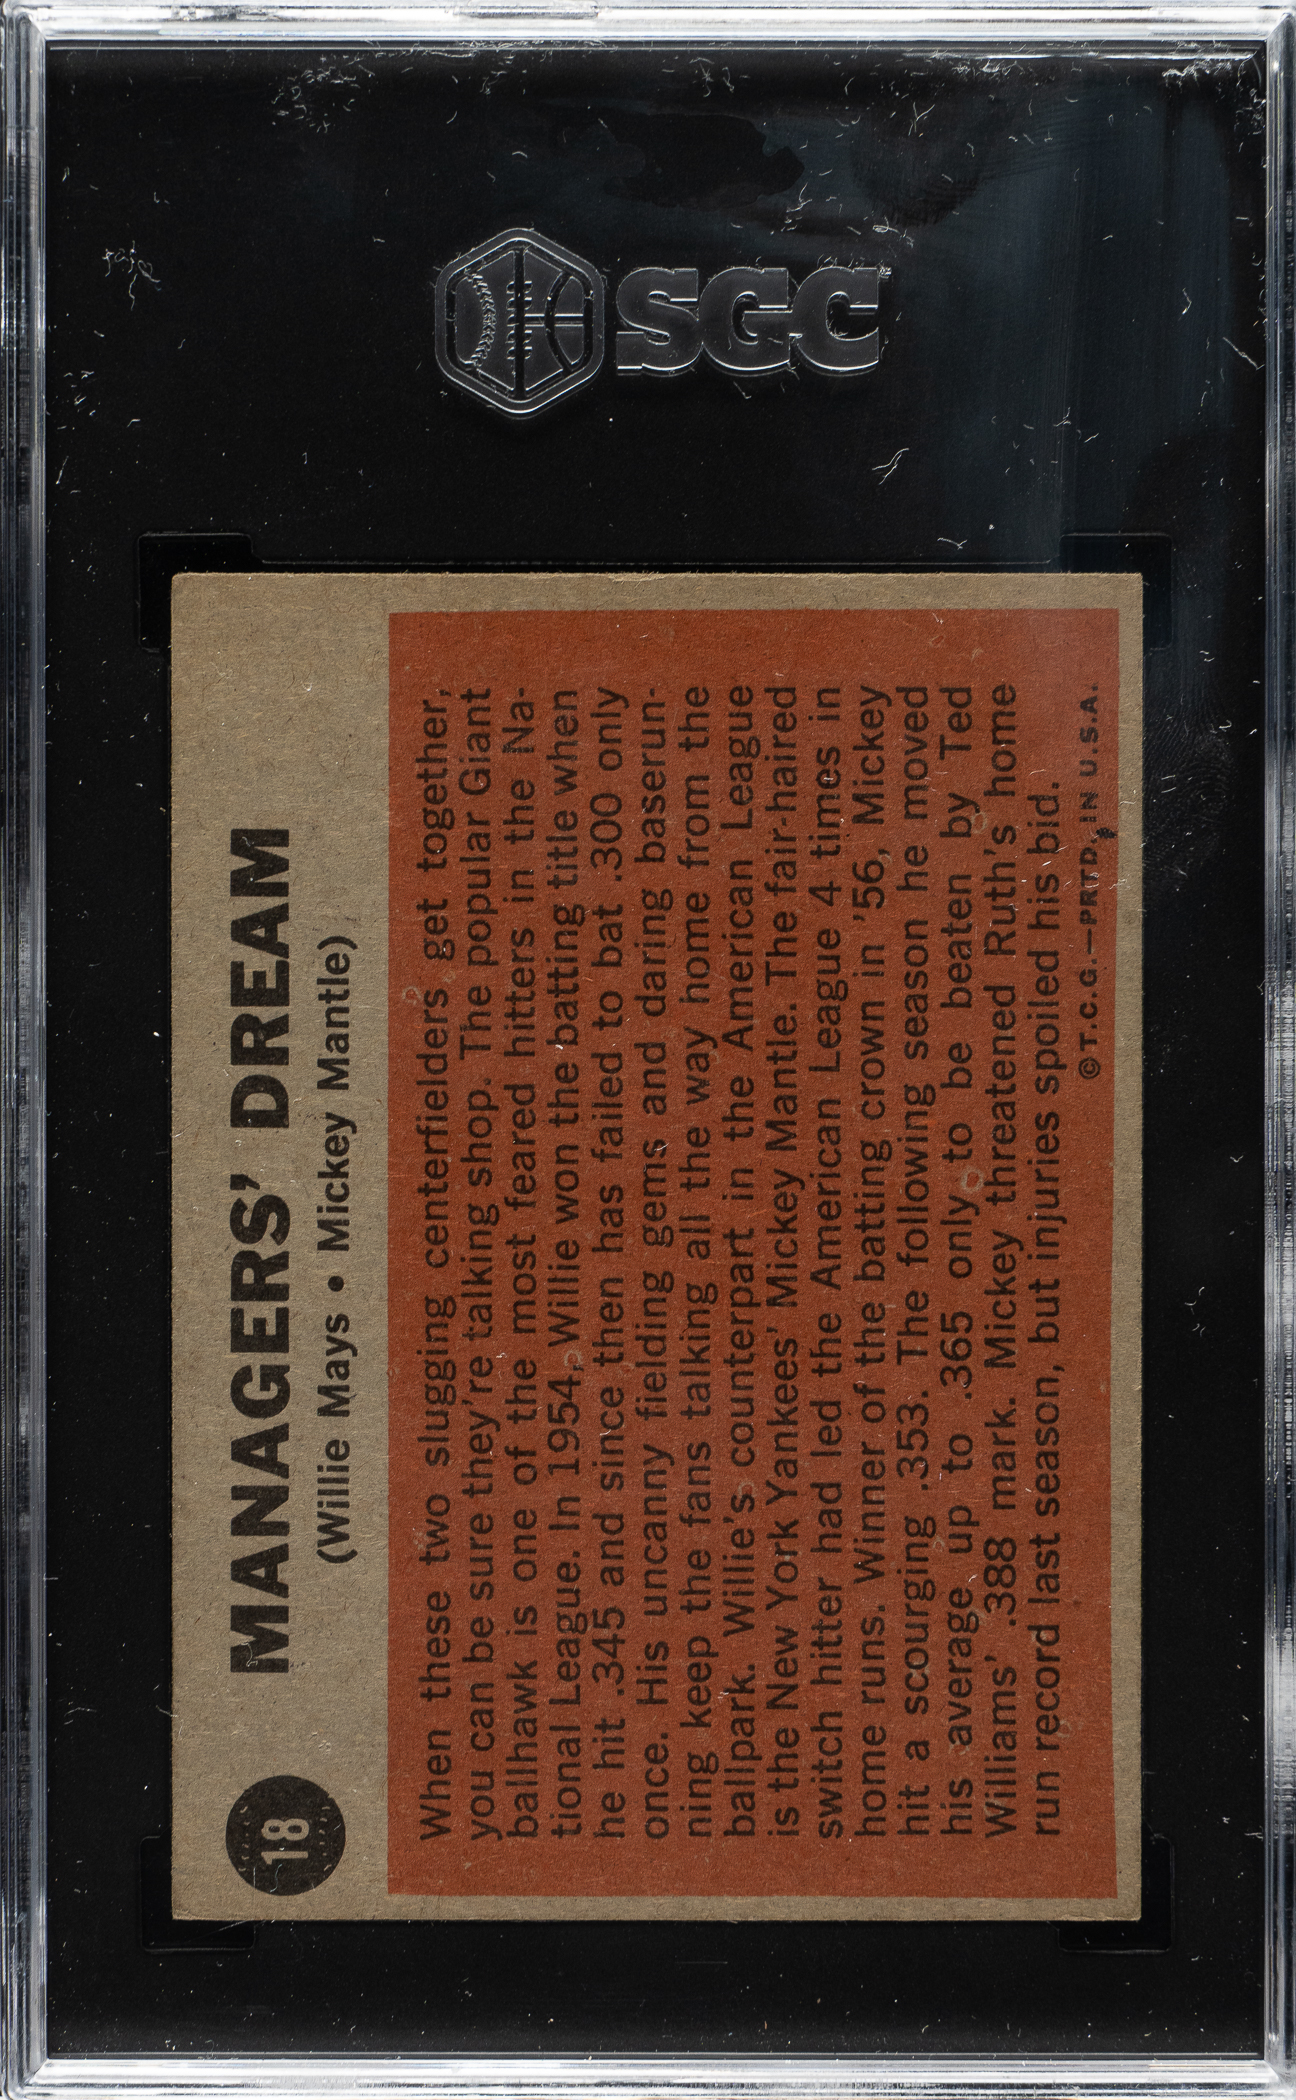 SGC
18
MANAGERS' DREAM
(Willie Mays • Mickey Mantle)
When these two slugging centerfielders get together,
you can be sure they're talking shop. The popular Giant
ballhawk is one of the most feared hitters in the Na-
tional League. In 1954, Willie won the batting title when
he hit .345 and since then has failed to bat .300 only
once. His uncanny fielding gems and daring baserun-
ning keep the fans talking all the way home from the
ballpark. Willie's counterpart in the American League
is the New York Yankees' Mickey Mantle. The fair-haired
switch hitter had led the American League 4 times in
home runs. Winner of the batting crown in '56, Mickey
hit a scourging .353. The following season he moved
his average up to .365 only to be beaten by Ted
Williams' .388 mark. Mickey threatened Ruth's home
run record last season, but injuries spoiled his bid.
© T.C.G.—PRTD. IN U.S.A.